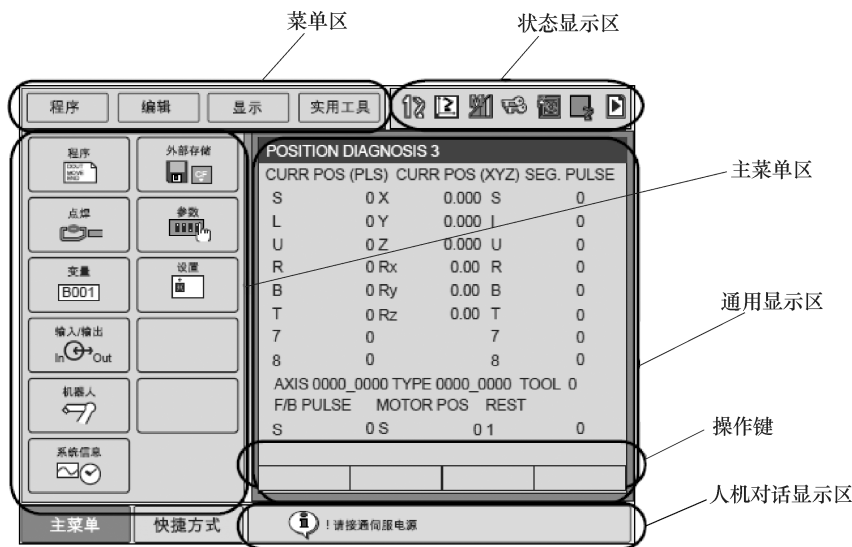 菜单区
状态显示区
程序 编辑 显示 实用工具
程序
外部存储
CF
点焊
参数
变量
B001
设置
输入/输出
In Out
机器人
系统信息
主菜单 快捷方式
POSITION DIAGNOSIS 3
CURR POS (PLS) CURR POS (XYZ) SEG. PULSE
S 0 X 0.000 S 0
L 0 Y 0.000 L 0
U 0 Z 0.000 U 0
R 0 Rx 0.00 R 0
B 0 Ry 0.00 B 0
T 0 Rz 0.00 T 0
7 0 7 0
8 0 8 0
AXIS 0000_0000 TYPE 0000_0000 TOOL 0
F/B PULSE MOTOR POS REST
S 0 S 0 1 0
!请接通伺服电源
主菜单区
通用显示区
操作键
人机对话显示区